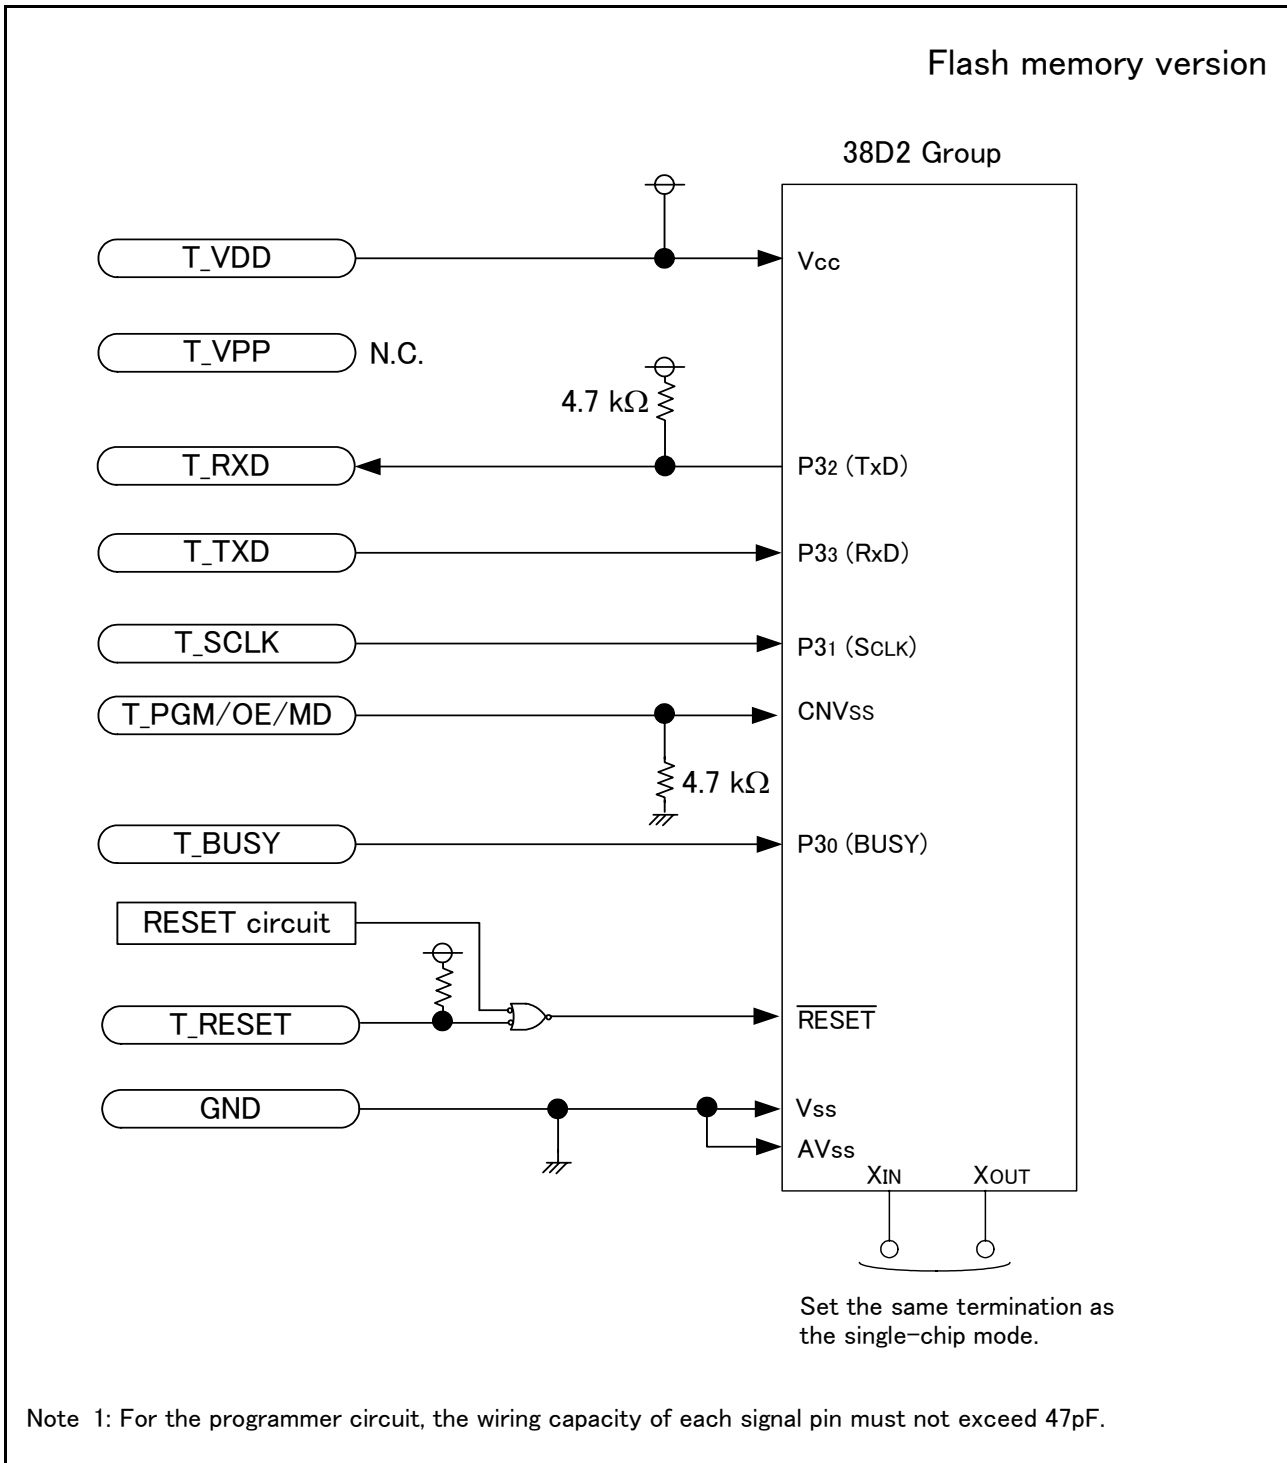 Flash memory version
38D2 Group
T_VDD
Vcc
T_VPP N.C.
4.7 kΩ
T_RXD
P32 (TxD)
T_TXD
P33 (RxD)
T_SCLK
P31 (SCLK)
T_PGM/OE/MD
CNVSS
4.7 kΩ
T_BUSY
P30 (BUSY)
RESET circuit
T_RESET
RESET
GND
Vss
AVss
XIN XOUT
Set the same termination as
the single-chip mode.
Note 1: For the programmer circuit, the wiring capacity of each signal pin must not exceed 47pF.